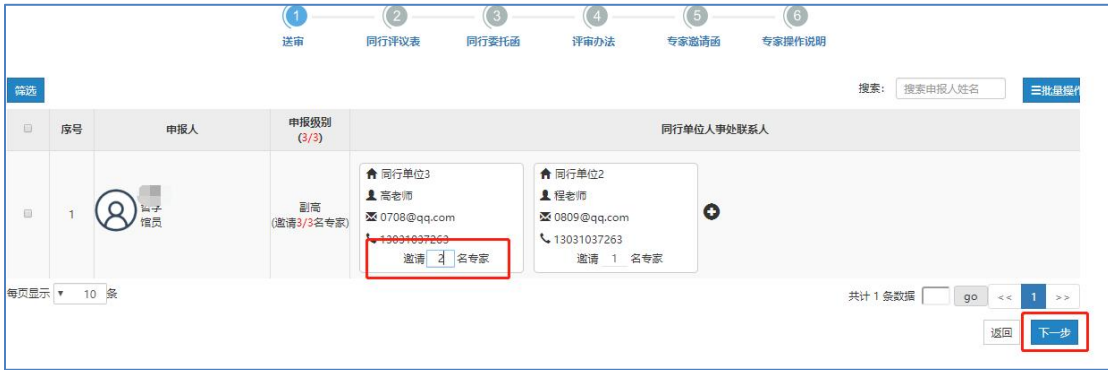 1 2 3 4 5 6
送审 同行评议表 同行委托函 评审办法 专家邀请函 专家操作说明
筛选 搜索: 搜索申报人姓名 批量操作
序号 申报人 申报级别 同行单位人事处联系人
(3/3)
同行单位3 同行单位2
高老师 程老师
1 副高
馆员 (邀请3/3名专家) 0708@qq.com 0809@qq.com
13031037263 13031037263
邀请 2 名专家 邀请 1 名专家
每页显示 10 条 共计 1 条数据 go << 1 >>
返回 下一步